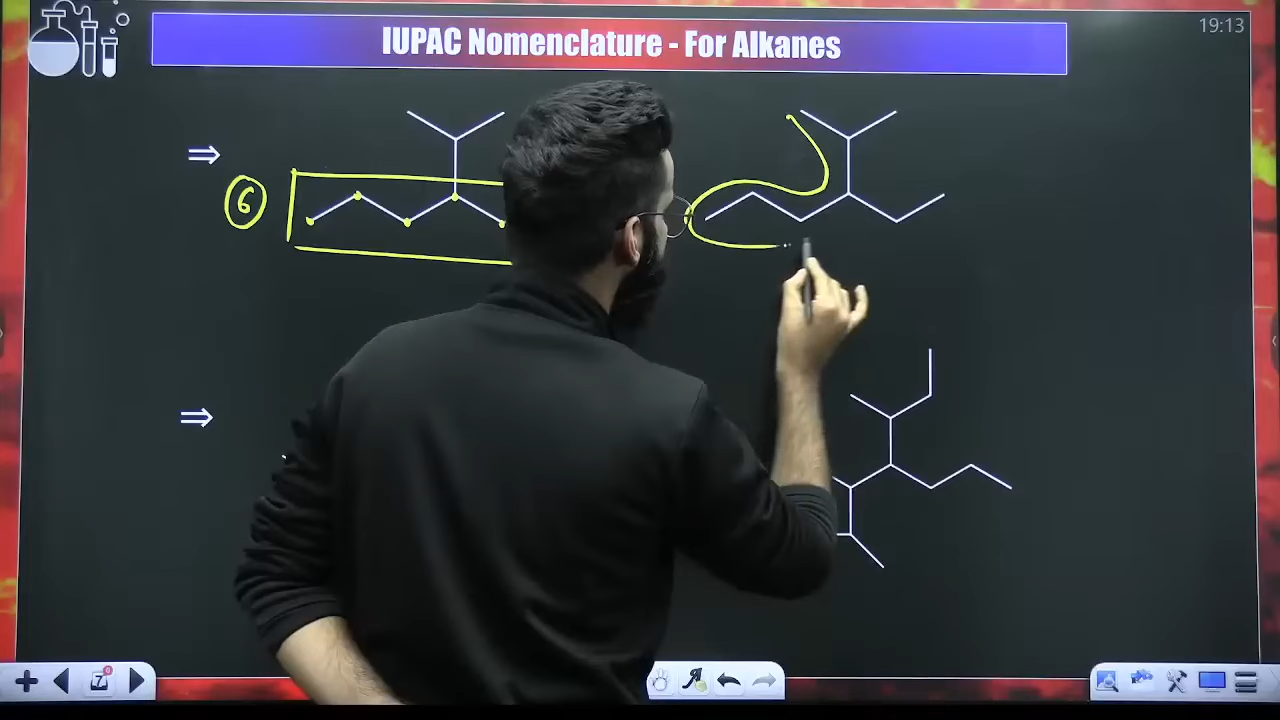 19:13
IUPAC Nomenclature - For Alkanes
⇒
6
⇒